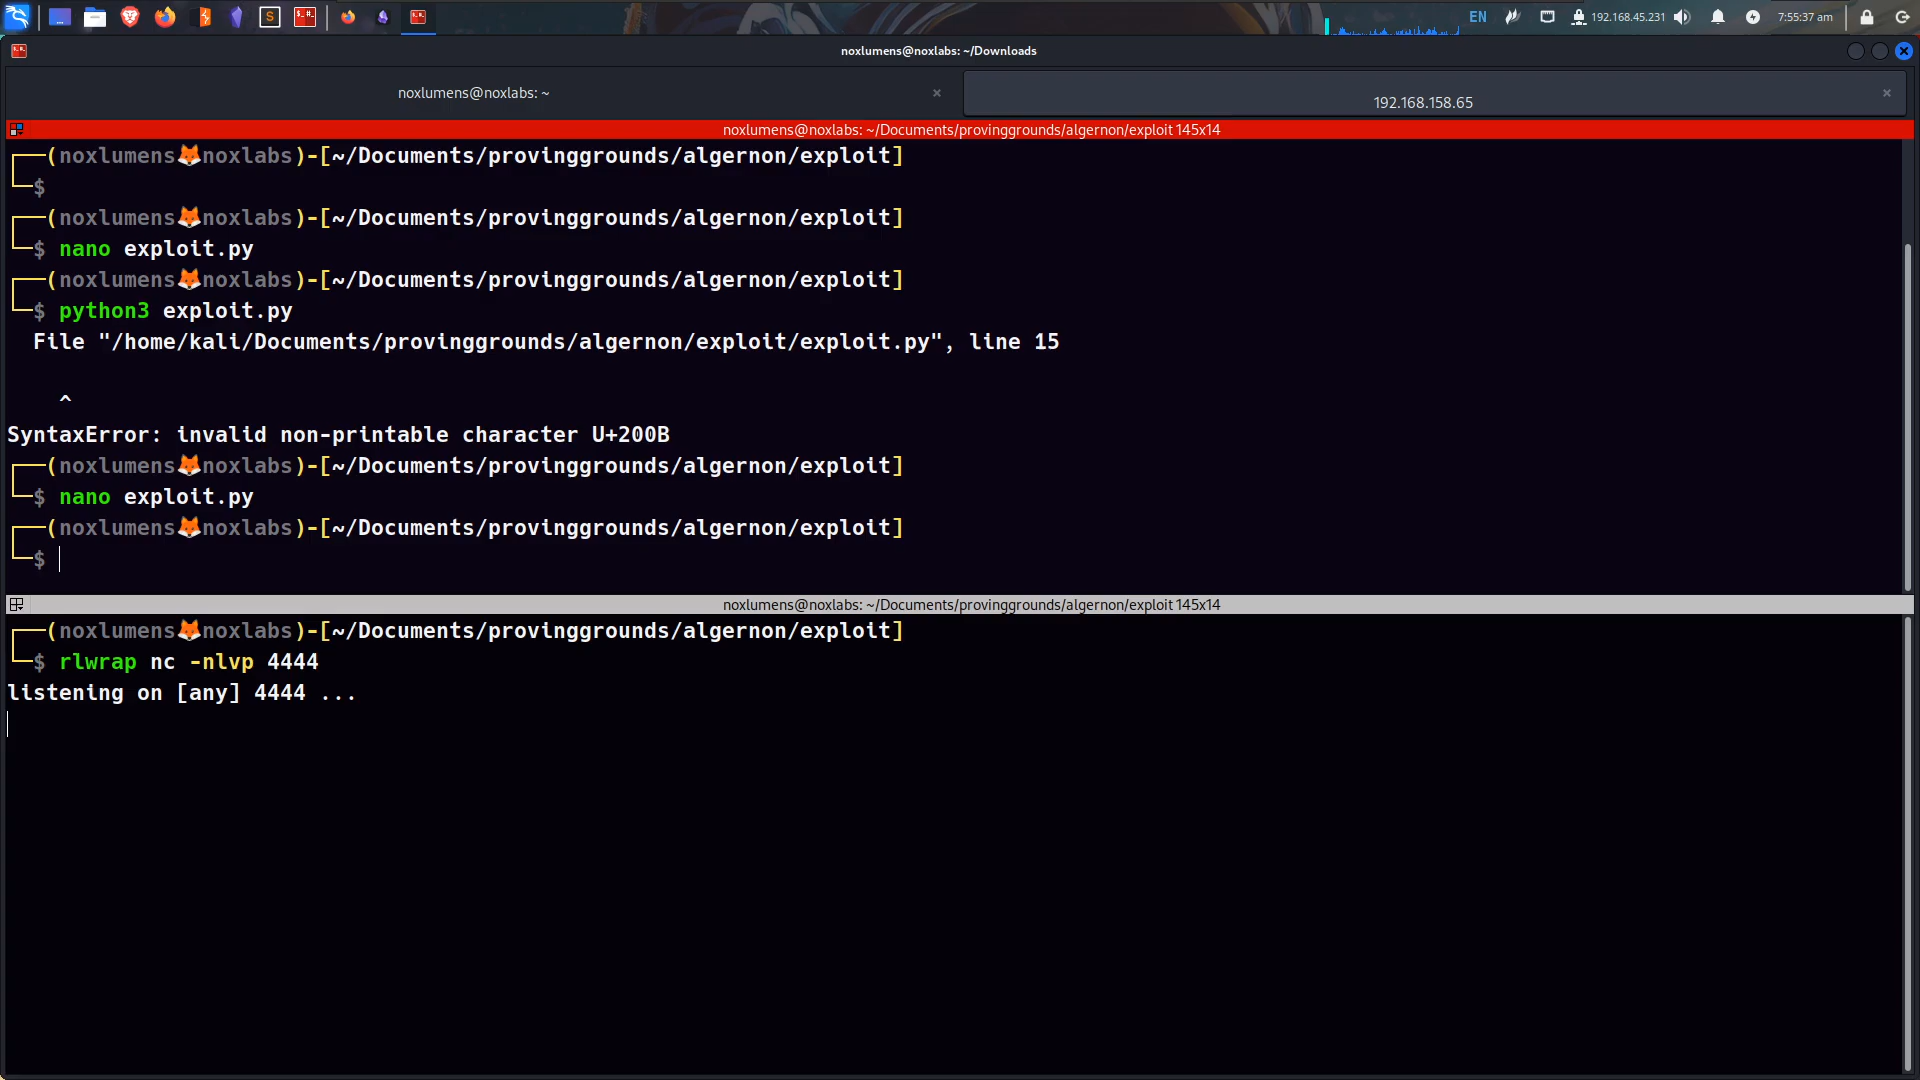 EN
192.168.45.231
7:55:37 am
noxlumens@noxlabs: ~/Downloads
noxlumens@noxlabs: ~
192.168.158.65
noxlumens@noxlabs: ~/Documents/provinggrounds/algernon/exploit 145x14
┌──(noxlumens🦊noxlabs)-[~/Documents/provinggrounds/algernon/exploit]
└─$
┌──(noxlumens🦊noxlabs)-[~/Documents/provinggrounds/algernon/exploit]
└─$ nano exploit.py
┌──(noxlumens🦊noxlabs)-[~/Documents/provinggrounds/algernon/exploit]
└─$ python3 exploit.py
File "/home/kali/Documents/provinggrounds/algernon/exploit/exploit.py", line 15
^
SyntaxError: invalid non-printable character U+200B
┌──(noxlumens🦊noxlabs)-[~/Documents/provinggrounds/algernon/exploit]
└─$ nano exploit.py
┌──(noxlumens🦊noxlabs)-[~/Documents/provinggrounds/algernon/exploit]
└─$
noxlumens@noxlabs: ~/Documents/provinggrounds/algernon/exploit 145x14
┌──(noxlumens🦊noxlabs)-[~/Documents/provinggrounds/algernon/exploit]
└─$ rlwrap nc -nlvp 4444
listening on [any] 4444 ...